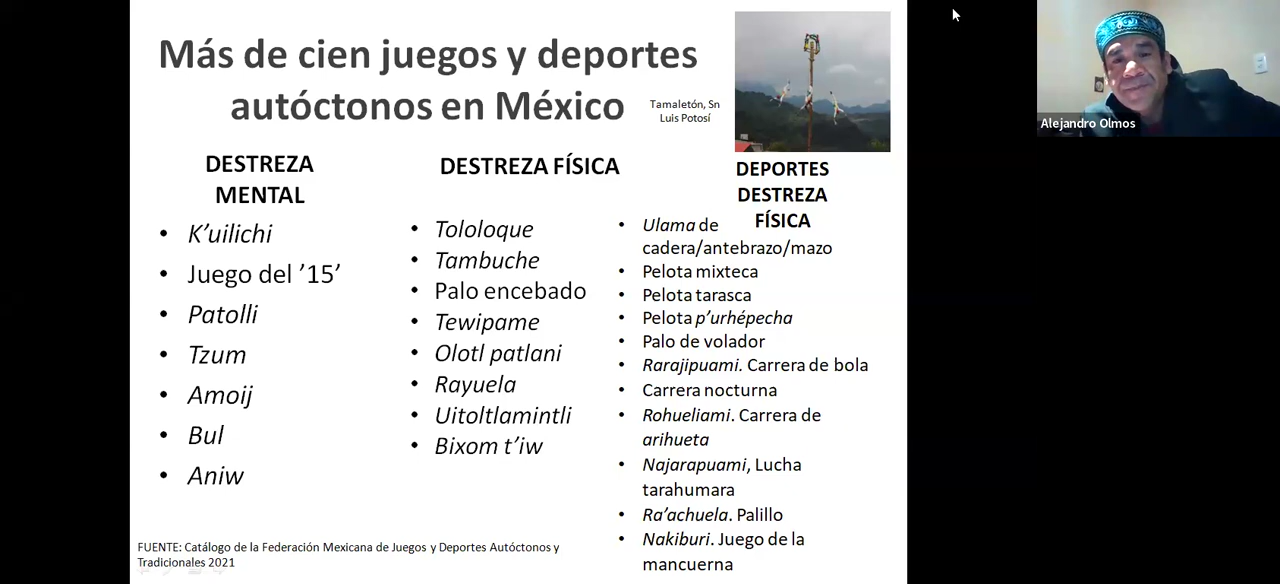 Más de cien juegos y deportes
autóctonos en México
Tamaletón, Sn
Luis Potosí
Alejandro Olmos
DESTREZA
MENTAL
• K’uilichi
• Juego del ’15’
• Patolli
• Tzum
• Amoij
• Bul
• Aniw
DESTREZA FÍSICA
• Tololoque
• Tambuche
• Palo encebado
• Tewipame
• Olotl patlani
• Rayuela
• Uitoltlamintli
• Bixom t’iw
DEPORTES
DESTREZA
FÍSICA
• Ulama de
cadera/antebrazo/mazo
• Pelota mixteca
• Pelota tarasca
• Pelota p’urhépecha
• Palo de volador
• Rarajipuami. Carrera de bola
• Carrera nocturna
• Rohueliami. Carrera de
arihueta
• Najarapuami, Lucha
tarahumara
• Ra’achuela. Palillo
• Nakiburi. Juego de la
mancuerna
FUENTE: Catálogo de la Federación Mexicana de Juegos y Deportes Autóctonos y
Tradicionales 2021